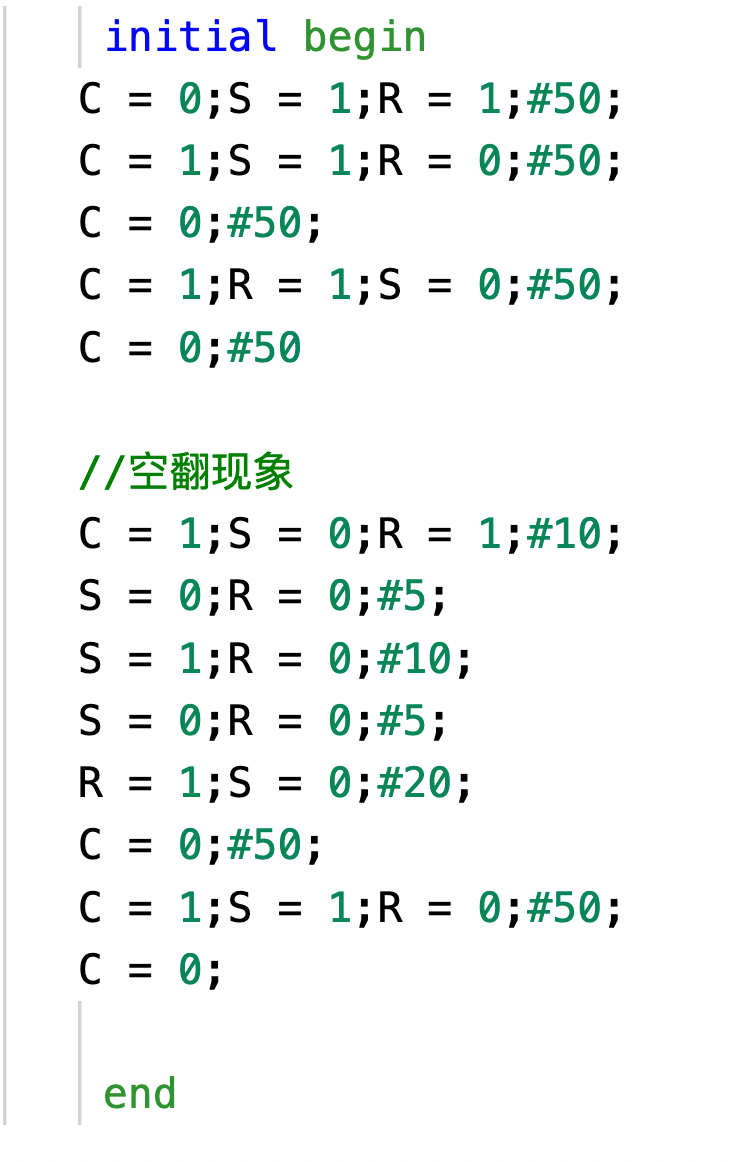 initial begin
C = 0;S = 1;R = 1;#50;
C = 1;S = 1;R = 0;#50;
C = 0;#50;
C = 1;R = 1;S = 0;#50;
C = 0;#50
//空翻现象
C = 1;S = 0;R = 1;#10;
S = 0;R = 0;#5;
S = 1;R = 0;#10;
S = 0;R = 0;#5;
R = 1;S = 0;#20;
C = 0;#50;
C = 1;S = 1;R = 0;#50;
C = 0;
end